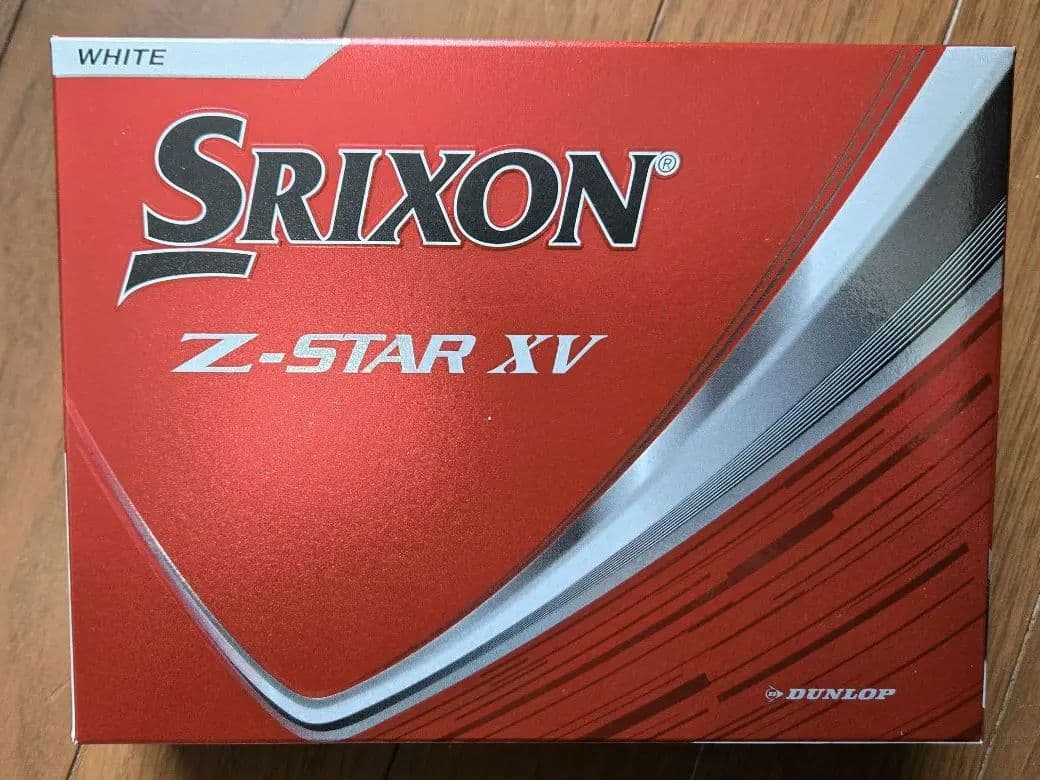 WHITE
SRIXON®
Z-STAR XV
DUNLOP